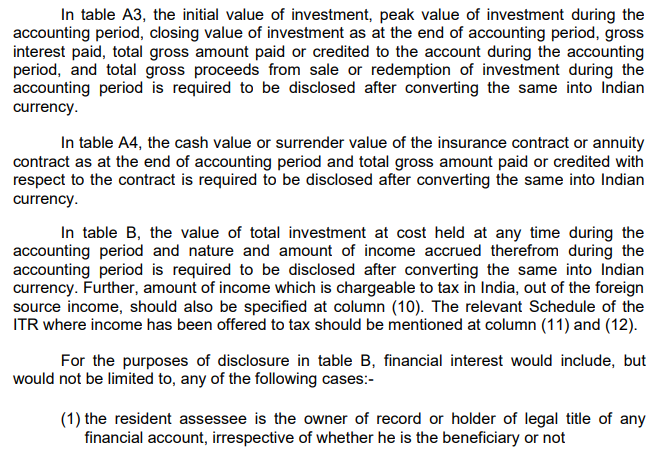 In table A3, the initial value of investment, peak value of investment during the
accounting period, closing value of investment as at the end of accounting period, gross
interest paid, total gross amount paid or credited to the account during the accounting
period, and total gross proceeds from sale or redemption of investment during the
accounting period is required to be disclosed after converting the same into Indian
currency.
In table A4, the cash value or surrender value of the insurance contract or annuity
contract as at the end of accounting period and total gross amount paid or credited with
respect to the contract is required to be disclosed after converting the same into Indian
currency.
In table B, the value of total investment at cost held at any time during the
accounting period and nature and amount of income accrued therefrom during the
accounting period is required to be disclosed after converting the same into Indian
currency. Further, amount of income which is chargeable to tax in India, out of the foreign
source income, should also be specified at column (10). The relevant Schedule of the
ITR where income has been offered to tax should be mentioned at column (11) and (12).
For the purposes of disclosure in table B, financial interest would include, but
would not be limited to, any of the following cases:-
(1) the resident assessee is the owner of record or holder of legal title of any
financial account, irrespective of whether he is the beneficiary or not